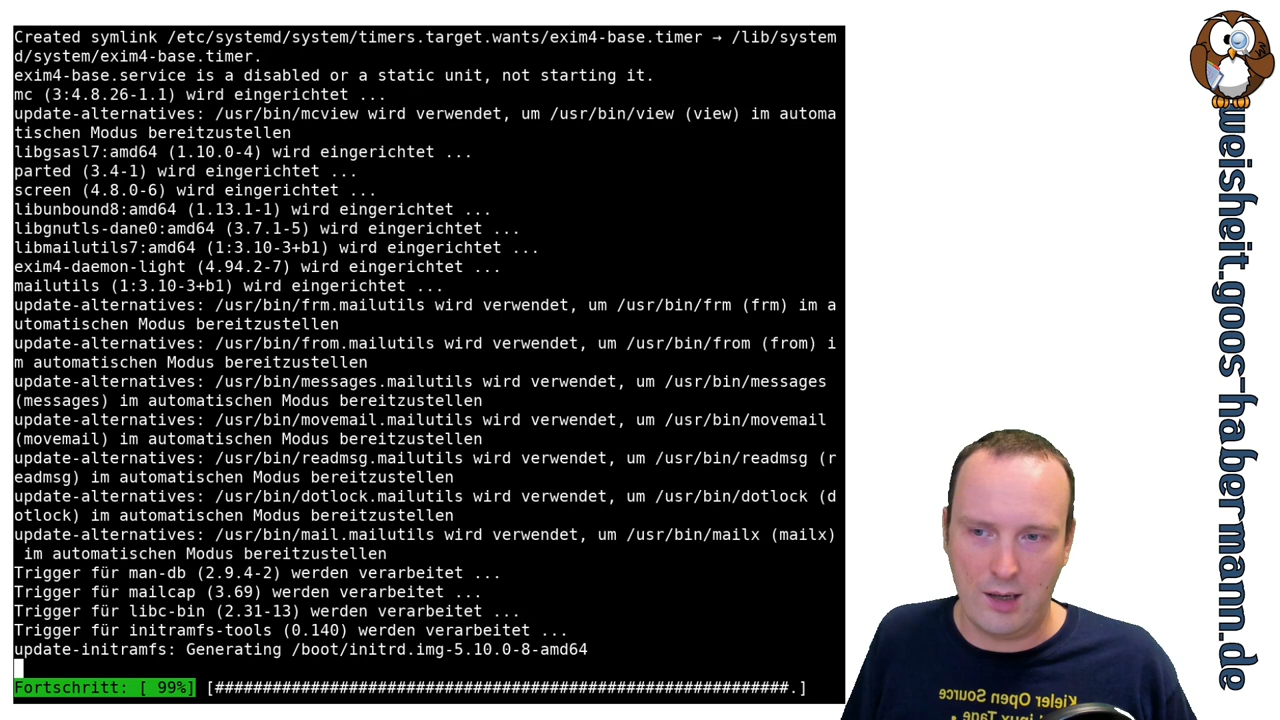 Created symlink /etc/systemd/system/timers.target.wants/exim4-base.timer → /lib/system
d/system/exim4-base.timer.
exim4-base.service is a disabled or a static unit, not starting it.
mc (3:4.8.26-1.1) wird eingerichtet ...
update-alternatives: /usr/bin/mcview wird verwendet, um /usr/bin/view (view) im automa
tischen Modus bereitzustellen
libgsasl7:amd64 (1.10.0-4) wird eingerichtet ...
parted (3.4-1) wird eingerichtet ...
screen (4.8.0-6) wird eingerichtet ...
libunbound8:amd64 (1.13.1-1) wird eingerichtet ...
libgnutls-dane0:amd64 (3.7.1-5) wird eingerichtet ...
libmailutils7:amd64 (1:3.10-3+b1) wird eingerichtet ...
exim4-daemon-light (4.94.2-7) wird eingerichtet ...
mailutils (1:3.10-3+b1) wird eingerichtet ...
update-alternatives: /usr/bin/frm.mailutils wird verwendet, um /usr/bin/frm (frm) im a
utomatischen Modus bereitzustellen
update-alternatives: /usr/bin/from.mailutils wird verwendet, um /usr/bin/from (from) i
m automatischen Modus bereitzustellen
update-alternatives: /usr/bin/messages.mailutils wird verwendet, um /usr/bin/messages
(messages) im automatischen Modus bereitzustellen
update-alternatives: /usr/bin/movemail.mailutils wird verwendet, um /usr/bin/movemail
(movemail) im automatischen Modus bereitzustellen
update-alternatives: /usr/bin/readmsg.mailutils wird verwendet, um /usr/bin/readmsg (r
eadmsg) im automatischen Modus bereitzustellen
update-alternatives: /usr/bin/dotlock.mailutils wird verwendet, um /usr/bin/dotlock (d
otlock) im automatischen Modus bereitzustellen
update-alternatives: /usr/bin/mail.mailutils wird verwendet, um /usr/bin/mailx (mailx)
 im automatischen Modus bereitzustellen
Trigger für man-db (2.9.4-2) werden verarbeitet ...
Trigger für mailcap (3.69) werden verarbeitet ...
Trigger für libc-bin (2.31-13) werden verarbeitet ...
Trigger für initramfs-tools (0.140) werden verarbeitet ...
update-initramfs: Generating /boot/initrd.img-5.10.0-8-amd64
Fortschritt: [ 99%] [############################################################.]
weisheit.goos-habermann.de
Kieler Open Source
Linux Tage